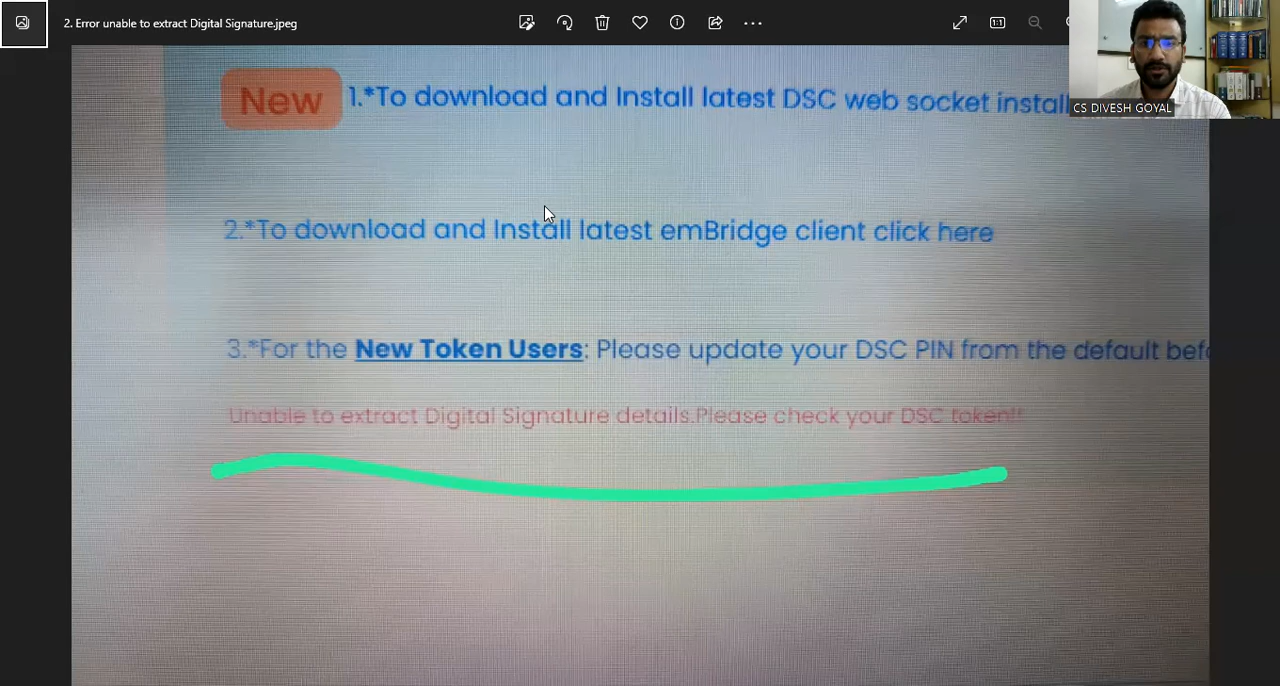 2. Error unable to extract Digital Signature.jpeg
New 1.*To download and Install latest DSC web socket install
CS DIVESH GOYAL
2.*To download and Install latest emBridge client click here
3.*For the New Token Users: Please update your DSC PIN from the default bef
Unable to extract Digital Signature details.Please check your DSC token!!